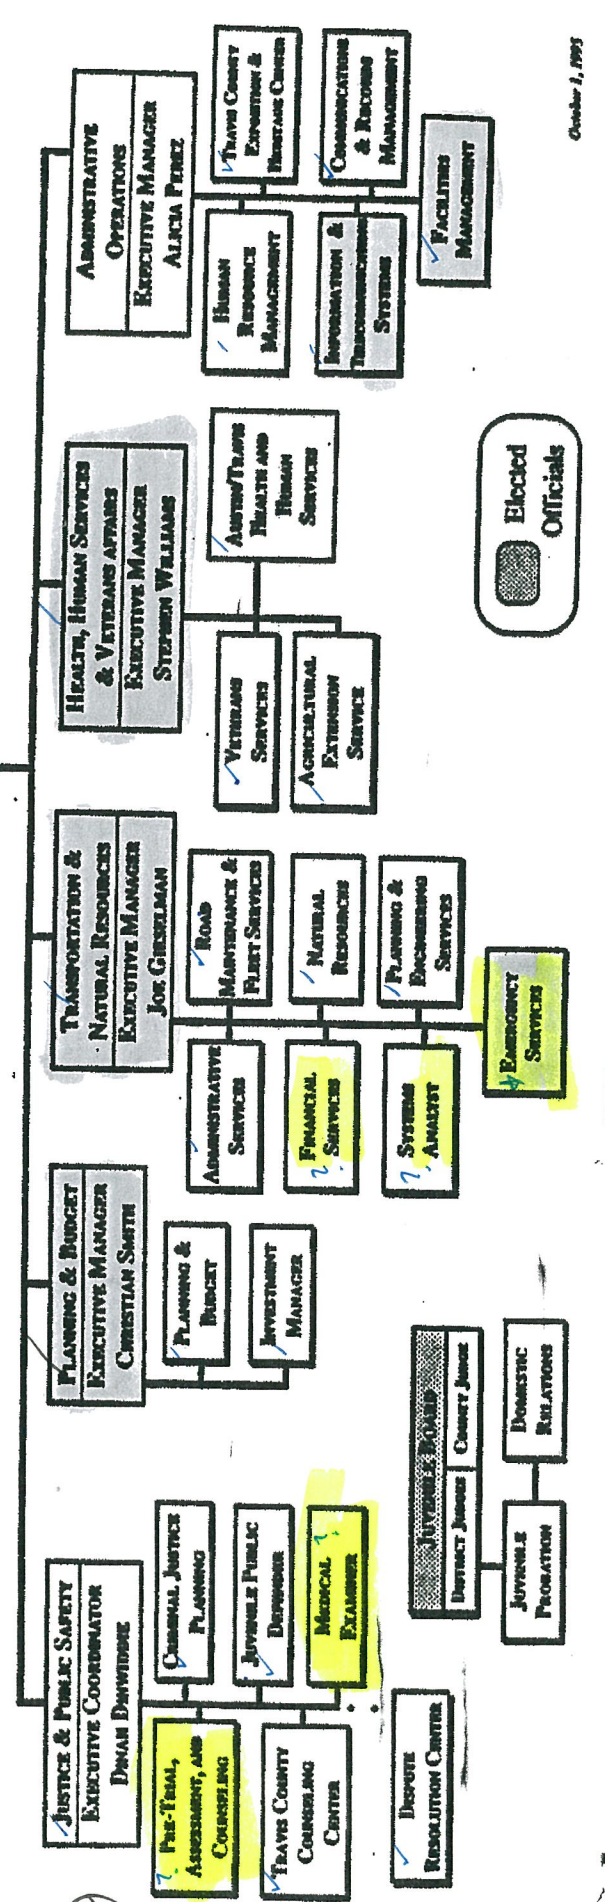 JUSTICE & PUBLIC SAFETY
EXECUTIVE COORDINATOR
DINAH DINWIDDIE
PRE-TRIAL,
ASSESSMENT, AND
COUNSELING
CRIMINAL JUSTICE
PLANNING
TRAVIS COUNTY
COUNSELING
CENTER
JUVENILE PUBLIC
DEFENDER
MEDICAL
EXAMINER
DISPUTE
RESOLUTION CENTER
PLANNING & BUDGET
EXECUTIVE MANAGER
CHRISTIAN SMITH
PLANNING &
BUDGET
INVESTMENT
MANAGER
JUVENILE BOARD
DISTRICT JUDGES
COUNTY JUDGE
JUVENILE
PROBATION
DOMESTIC
RELATIONS
TRANSPORTATION &
NATURAL RESOURCES
EXECUTIVE MANAGER
JOE GIESELMAN
ADMINISTRATIVE
SERVICES
ROAD
MAINTENANCE &
FLEET SERVICES
FINANCIAL
SERVICES
NATURAL
RESOURCES
SYSTEMS
ANALYST
PLANNING &
ENGINEERING
SERVICES
EMERGENCY
SERVICES
HEALTH, HUMAN SERVICES
& VETERANS AFFAIRS
EXECUTIVE MANAGER
STEPHEN WILLIAMS
VETERANS
SERVICES
AUSTIN/TRAVIS
HEALTH AND
HUMAN
SERVICES
AGRICULTURAL
EXTENSION
SERVICE
ADMINISTRATIVE
OPERATIONS
EXECUTIVE MANAGER
ALICIA PEREZ
HUMAN
RESOURCE
MANAGEMENT
TRAVIS COUNTY
EXPOSITION &
HERITAGE CENTER
INFORMATION &
TELECOMMUNICATIONS
SYSTEMS
COMMUNICATIONS
& RECORDS
MANAGEMENT
FACILITIES
MANAGEMENT
Elected
Officials
October 1, 1995